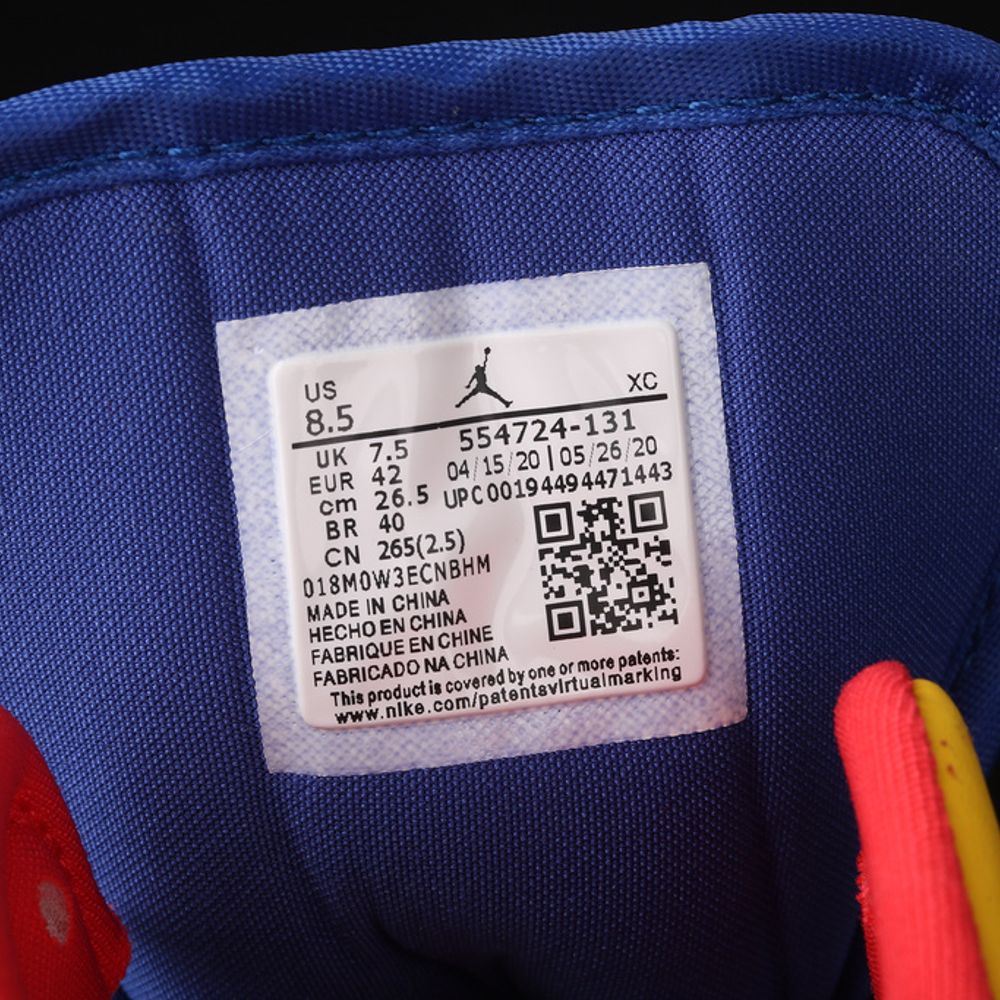 US
8.5
XC
UK 7.5
EUR 42
cm 26.5
BR 40
CN 265(2.5)
554724-131
04/15/20|05/26/20
UPC00194494471443
018M0W3ECNBHM
MADE IN CHINA
HECHO EN CHINA
FABRIQUE EN CHINE
FABRICADO NA CHINA
This product is covered by one or more patents:
www.nike.com/patentsvirtualmarking